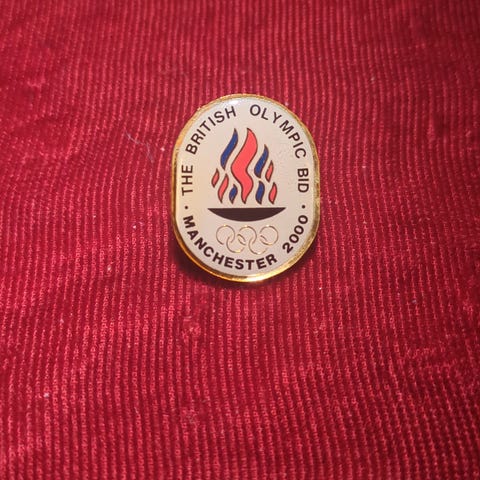 THE BRITISH OLYMPIC BID
MANCHESTER 2000